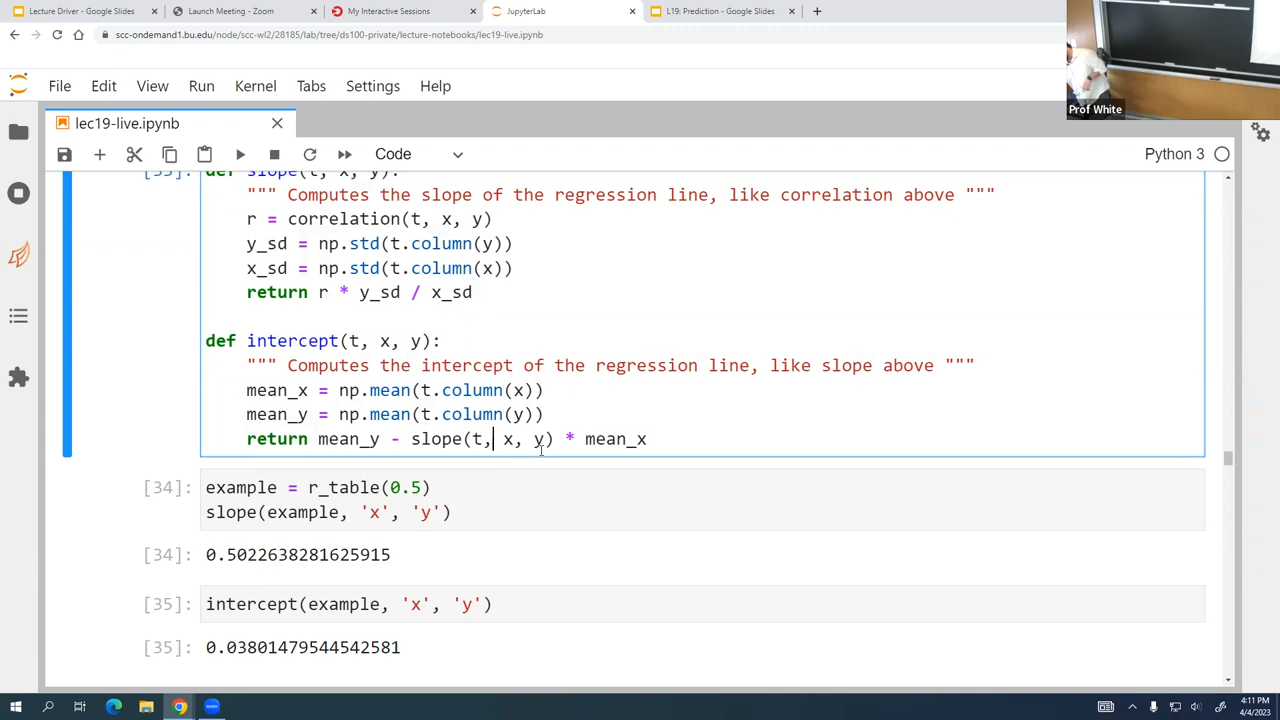 Lecture Driver - Google Slides
Launch Meeting - Zoom
My Interactive Sessions
JupyterLab
L19: Prediction - Google Slides
scc-ondemand1.bu.edu/node/scc-wl2/28185/lab/tree/ds100-private/lecture-notebooks/lec19-live.ipynb
Prof White
File Edit View Run Kernel Tabs Settings Help
lec19-live.ipynb
Code
Python 3
def slope(t, x, y):
""" Computes the slope of the regression line, like correlation above """
r = correlation(t, x, y)
y_sd = np.std(t.column(y))
x_sd = np.std(t.column(x))
return r * y_sd / x_sd
def intercept(t, x, y):
""" Computes the intercept of the regression line, like slope above """
mean_x = np.mean(t.column(x))
mean_y = np.mean(t.column(y))
return mean_y - slope(t, x, y) * mean_x
[34]: example = r_table(0.5)
slope(example, 'x', 'y')
[34]: 0.5022638281625915
[35]: intercept(example, 'x', 'y')
[35]: 0.03801479544542581
4:11 PM
4/4/2023